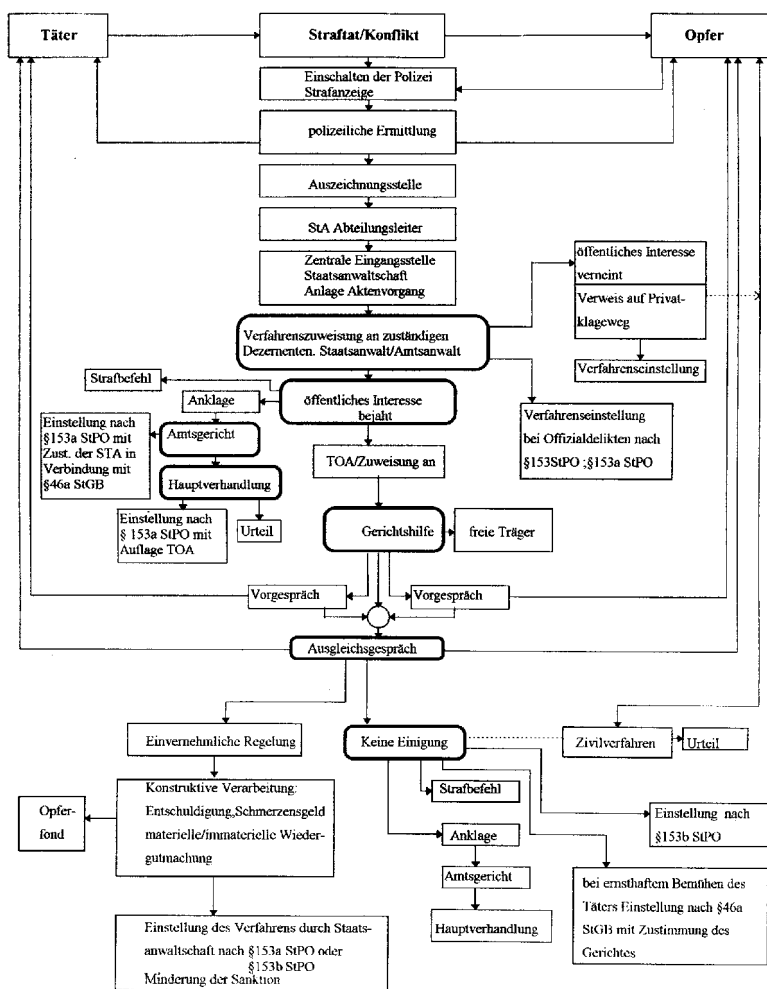 Täter
Straftat/Konflikt
Opfer
Einschalten der Polizei
Strafanzeige
polizeiliche Ermittlung
Auszeichnungsstelle
StA Abteilungsleiter
Zentrale Eingangsstelle
Staatsanwaltschaft
Anlage Aktenvorgang
öffentliches Interesse
verneint
Verweis auf Privat-
klageweg
Verfahrenseinstellung
Verfahrenszuweisung an zuständigen
Dezernenten. Staatsanwalt/Amtsanwalt
Strafbefehl
Anklage
öffentliches Interesse
bejaht
Verfahrenseinstellung
bei Offizialdelikten nach
§153StPO ;§153a StPO
Einstellung nach
§153a StPO mit
Zust. der STA in
Verbindung mit
§46a StGB
Amtsgericht
Hauptverhandlung
TOA/Zuweisung an
Einstellung nach
§ 153a StPO mit
Auflage TOA
Urteil
Gerichtshilfe
freie Träger
Vorgespräch
Vorgespräch
Ausgleichsgespräch
Einvernehmliche Regelung
Keine Einigung
Zivilverfahren
Urteil
Konstruktive Verarbeitung:
Entschuldigung,Schmerzensgeld
materielle/immaterielle Wieder-
gutmachung
Opfer-
fond
Strafbefehl
Anklage
Amtsgericht
Hauptverhandlung
Einstellung nach
§153b StPO
bei ernsthaftem Bemühen des
Täters Einstellung nach §46a
StGB mit Zustimmung des
Gerichtes
Einstellung des Verfahrens durch Staats-
anwaltschaft nach §153a StPO oder
§153b StPO
Minderung der Sanktion